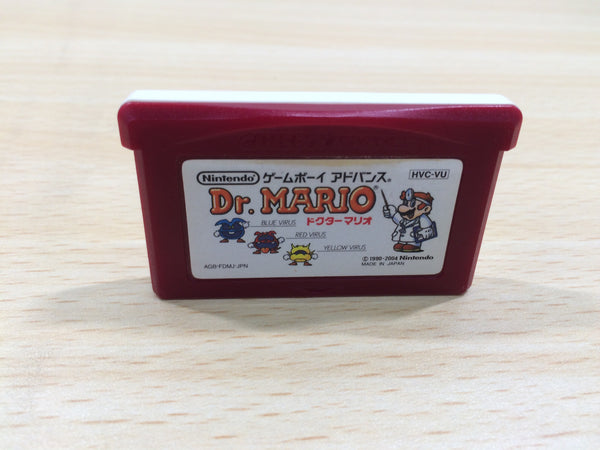 Nintendo ゲームボーイ アドバンス® HVC-VU
Dr. MARIO®
ドクターマリオ
BLUE VIRUS
RED VIRUS
YELLOW VIRUS
AGB-FDMJ-JPN
© 1990-2004 Nintendo
MADE IN JAPAN